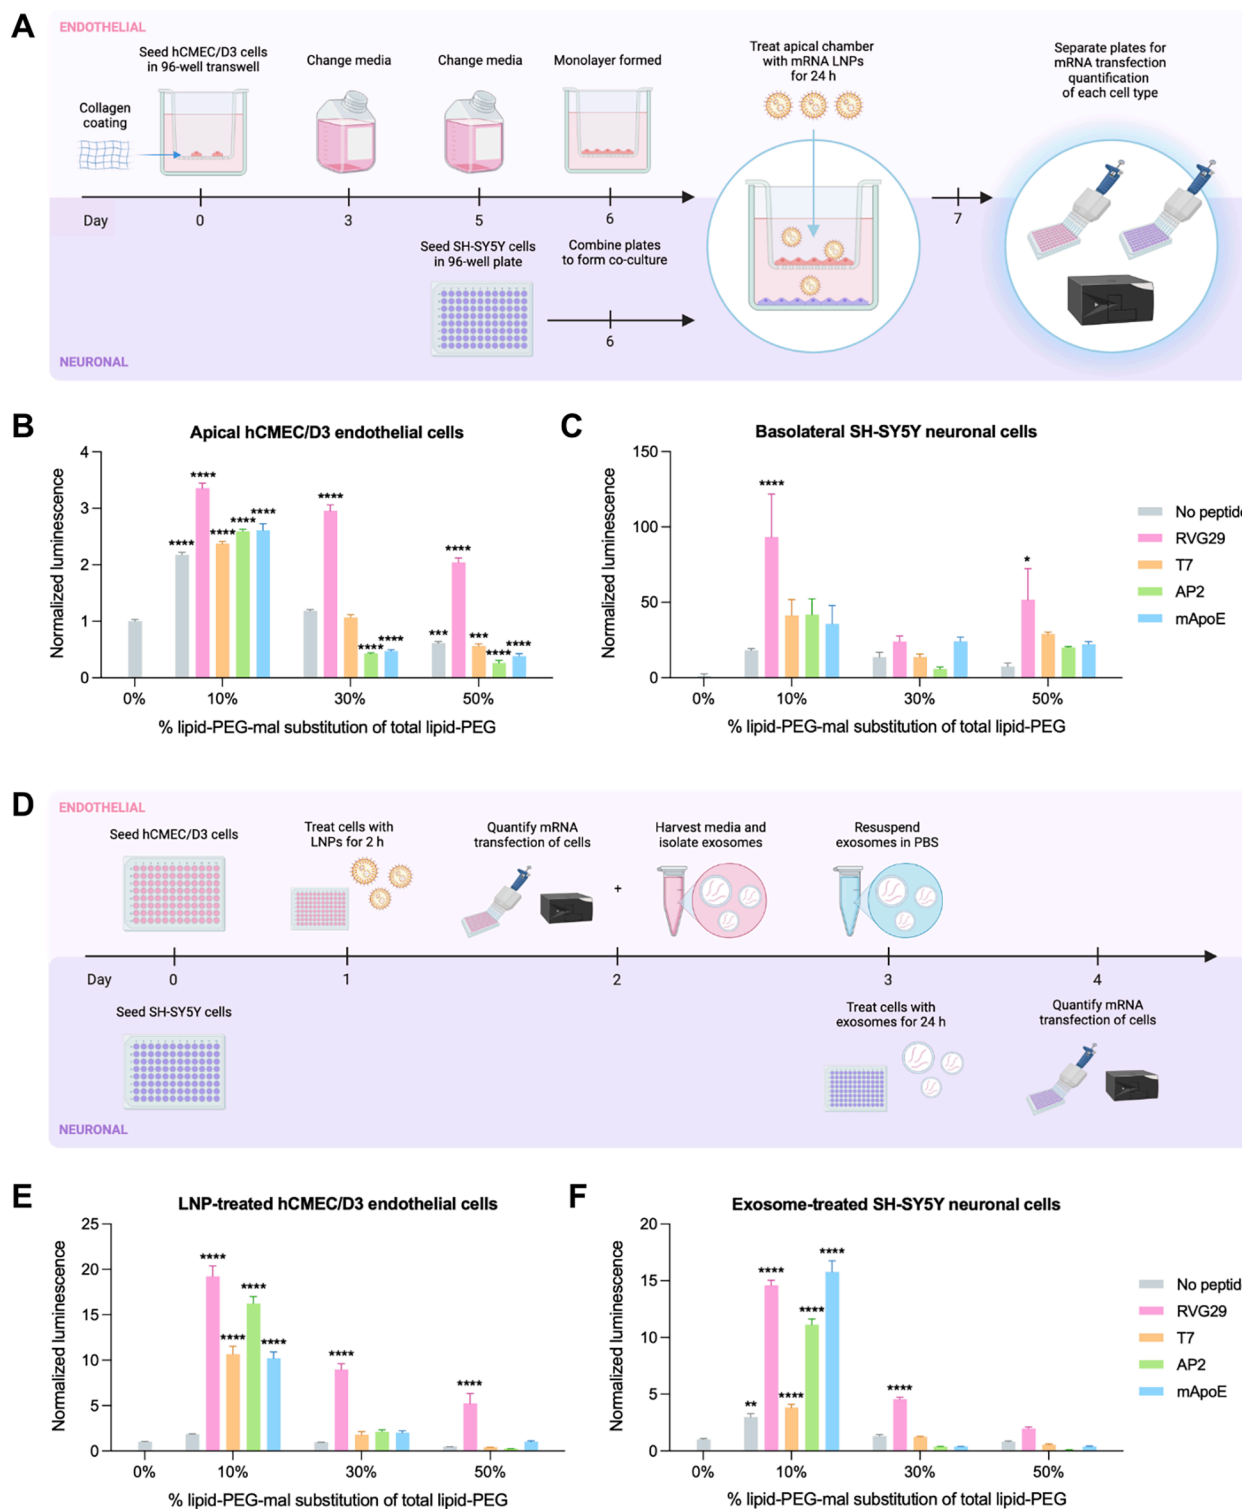 A
ENDOTHELIAL
Seed hCMEC/D3 cells
in 96-well transwell
Change media
Change media
Monolayer formed
Treat apical chamber
with mRNA LNPs
for 24 h
Separate plates for
mRNA transfection
quantification
of each cell type
Collagen
coating
Day
0
3
5
6
7
Seed SH-SY5Y cells
in 96-well plate
Combine plates
to form co-culture
6
NEURONAL
B
Apical hCMEC/D3 endothelial cells
Normalized luminescence
4
3
2
1
0
****
****
****
****
****
****
****
****
***
****
***
****
****
0%
10%
30%
50%
% lipid-PEG-mal substitution of total lipid-PEG
C
Basolateral SH-SY5Y neuronal cells
Normalized luminescence
150
100
50
0
****
*
0%
10%
30%
50%
% lipid-PEG-mal substitution of total lipid-PEG
No peptid
RVG29
T7
AP2
mApoE
D
ENDOTHELIAL
Seed hCMEC/D3 cells
Treat cells with
LNPs for 2 h
Quantify mRNA
transfection of cells
+
Harvest media and
isolate exosomes
Resuspend
exosomes in PBS
Day
0
1
2
3
4
Seed SH-SY5Y cells
Treat cells with
exosomes for 24 h
Quantify mRNA
transfection of cells
NEURONAL
E
LNP-treated hCMEC/D3 endothelial cells
Normalized luminescence
25
20
15
10
5
0
****
****
****
****
****
****
0%
10%
30%
50%
% lipid-PEG-mal substitution of total lipid-PEG
F
Exosome-treated SH-SY5Y neuronal cells
Normalized luminescence
20
15
10
5
0
**
****
****
****
****
****
0%
10%
30%
50%
% lipid-PEG-mal substitution of total lipid-PEG
No peptid
RVG29
T7
AP2
mApoE